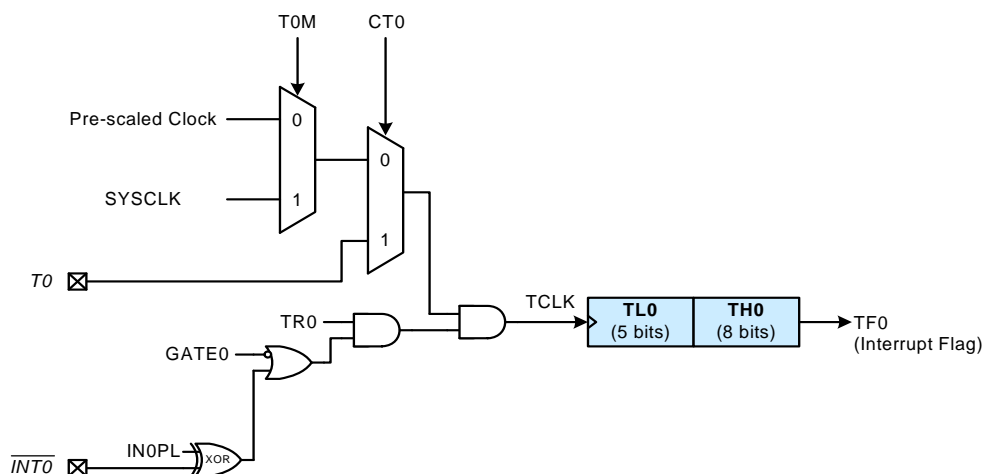 T0M
CT0
Pre-scaled Clock
0
0
SYSCLK
1
1
T0
TCLK
TL0
(5 bits)
TH0
(8 bits)
TR0
TF0
(Interrupt Flag)
GATE0
IN0PL
XOR
INT0